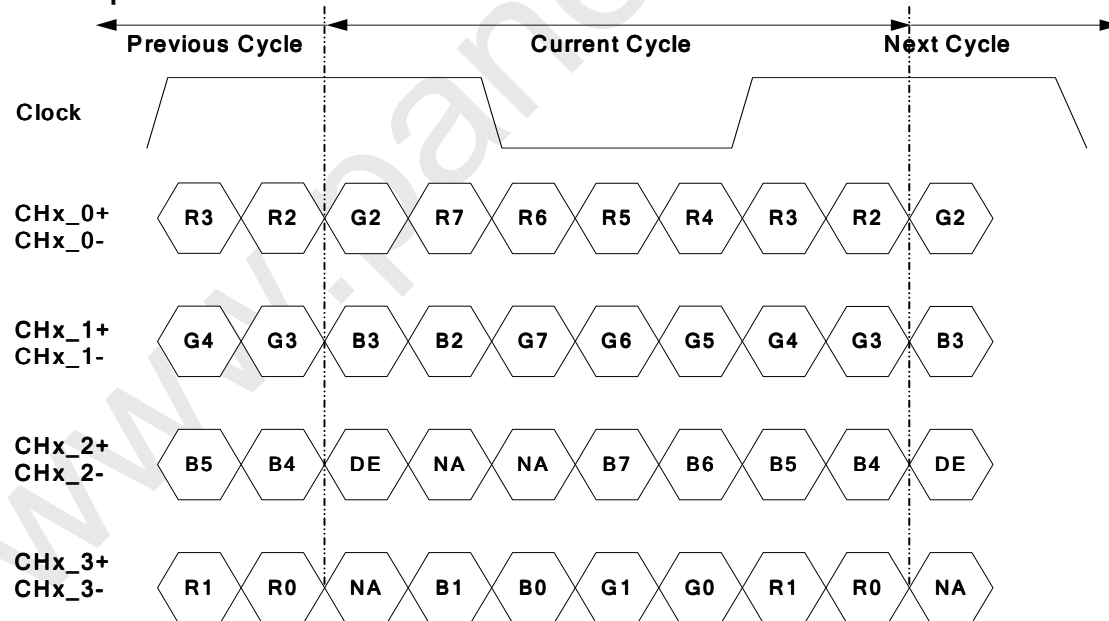 Previous Cycle Current Cycle Next Cycle
Clock
CHx_0+
CHx_0-
R3 R2 G2 R7 R6 R5 R4 R3 R2 G2
CHx_1+
CHx_1-
G4 G3 B3 B2 G7 G6 G5 G4 G3 B3
CHx_2+
CHx_2-
B5 B4 DE NA NA B7 B6 B5 B4 DE
CHx_3+
CHx_3-
R1 R0 NA B1 B0 G1 G0 R1 R0 NA